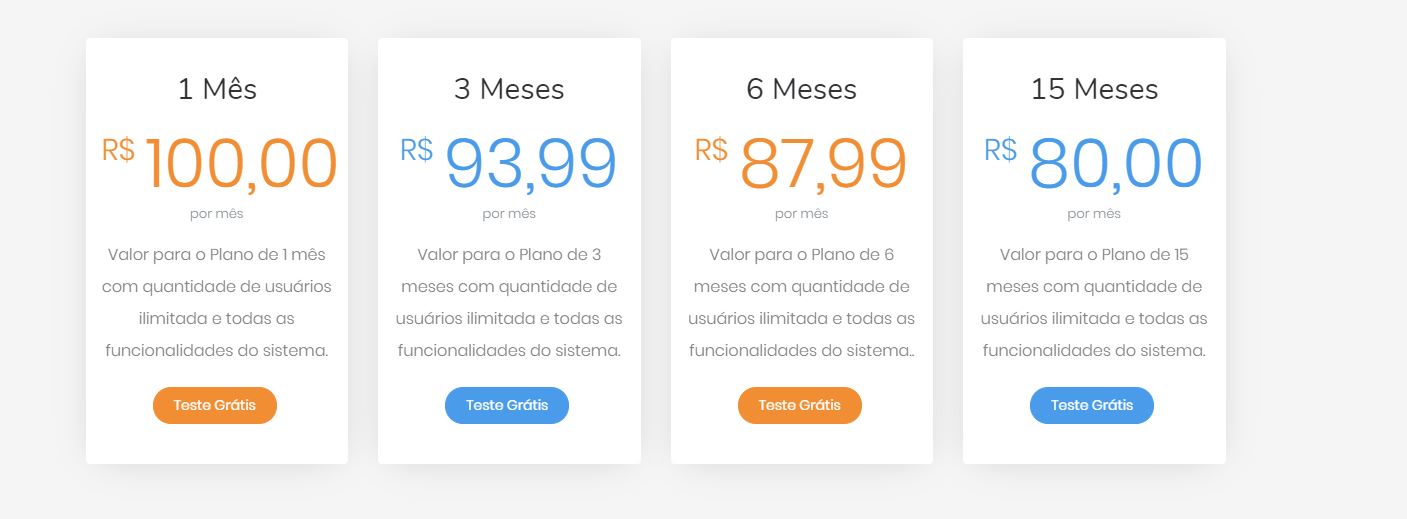 1 Mês
R$ 100,00
por mês
Valor para o Plano de 1 mês
com quantidade de usuários
ilimitada e todas as
funcionalidades do sistema.
Teste Grátis
3 Meses
R$ 93,99
por mês
Valor para o Plano de 3
meses com quantidade de
usuários ilimitada e todas as
funcionalidades do sistema.
Teste Grátis
6 Meses
R$ 87,99
por mês
Valor para o Plano de 6
meses com quantidade de
usuários ilimitada e todas as
funcionalidades do sistema..
Teste Grátis
15 Meses
R$ 80,00
por mês
Valor para o Plano de 15
meses com quantidade de
usuários ilimitada e todas as
funcionalidades do sistema.
Teste Grátis